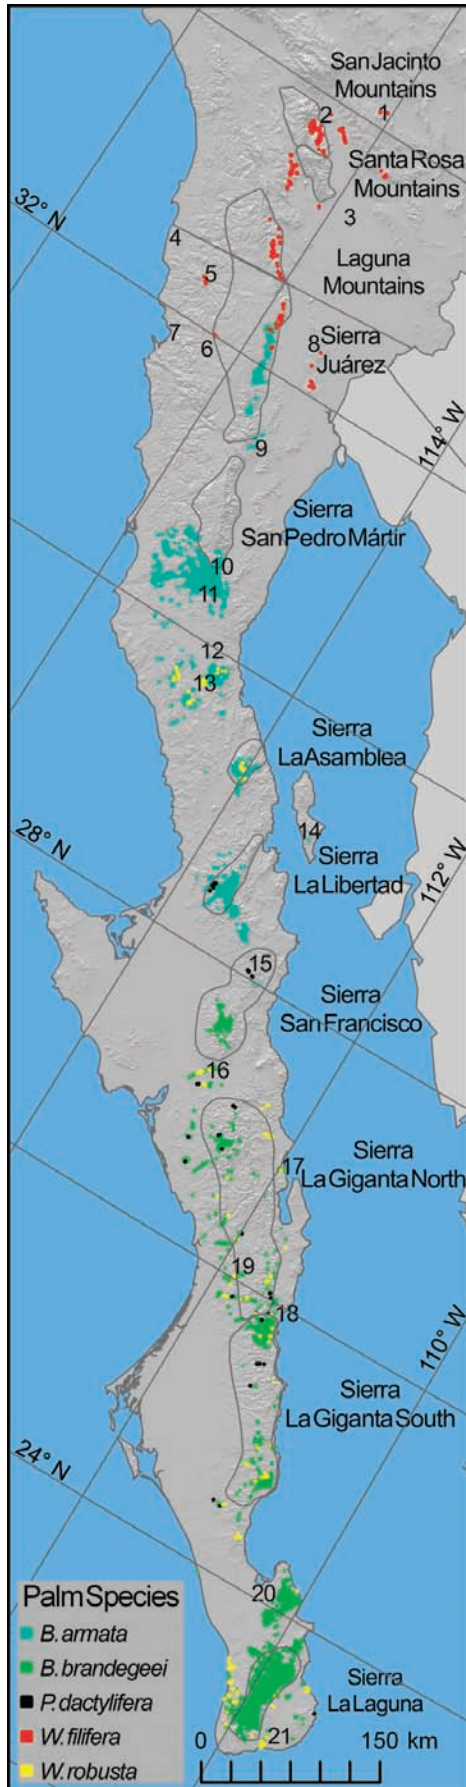 San Jacinto
Mountains
1
2
Santa Rosa
Mountains
32° N
3
4
Laguna
Mountains
5
7
6
8
Sierra
Juárez
114° W
9
Sierra
San Pedro Mártir
10
11
12
13
Sierra
La Asamblea
28° N
14
112° W
Sierra
La Libertad
15
Sierra
San Francisco
16
17
Sierra
La Giganta North
19
18
110° W
Sierra
La Giganta South
24° N
20
Palm Species
B. armata
B. brandegeei
P. dactylifera
W. filifera
W. robusta
Sierra
La Laguna
21
0
150 km